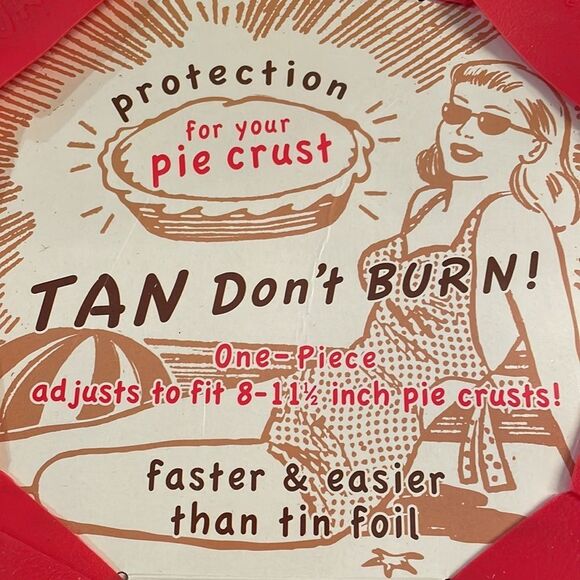 protection
for your
pie crust
TAN Don't BURN!
One-Piece
adjusts to fit 8-11½ inch pie crusts!
faster & easier
than tin foil